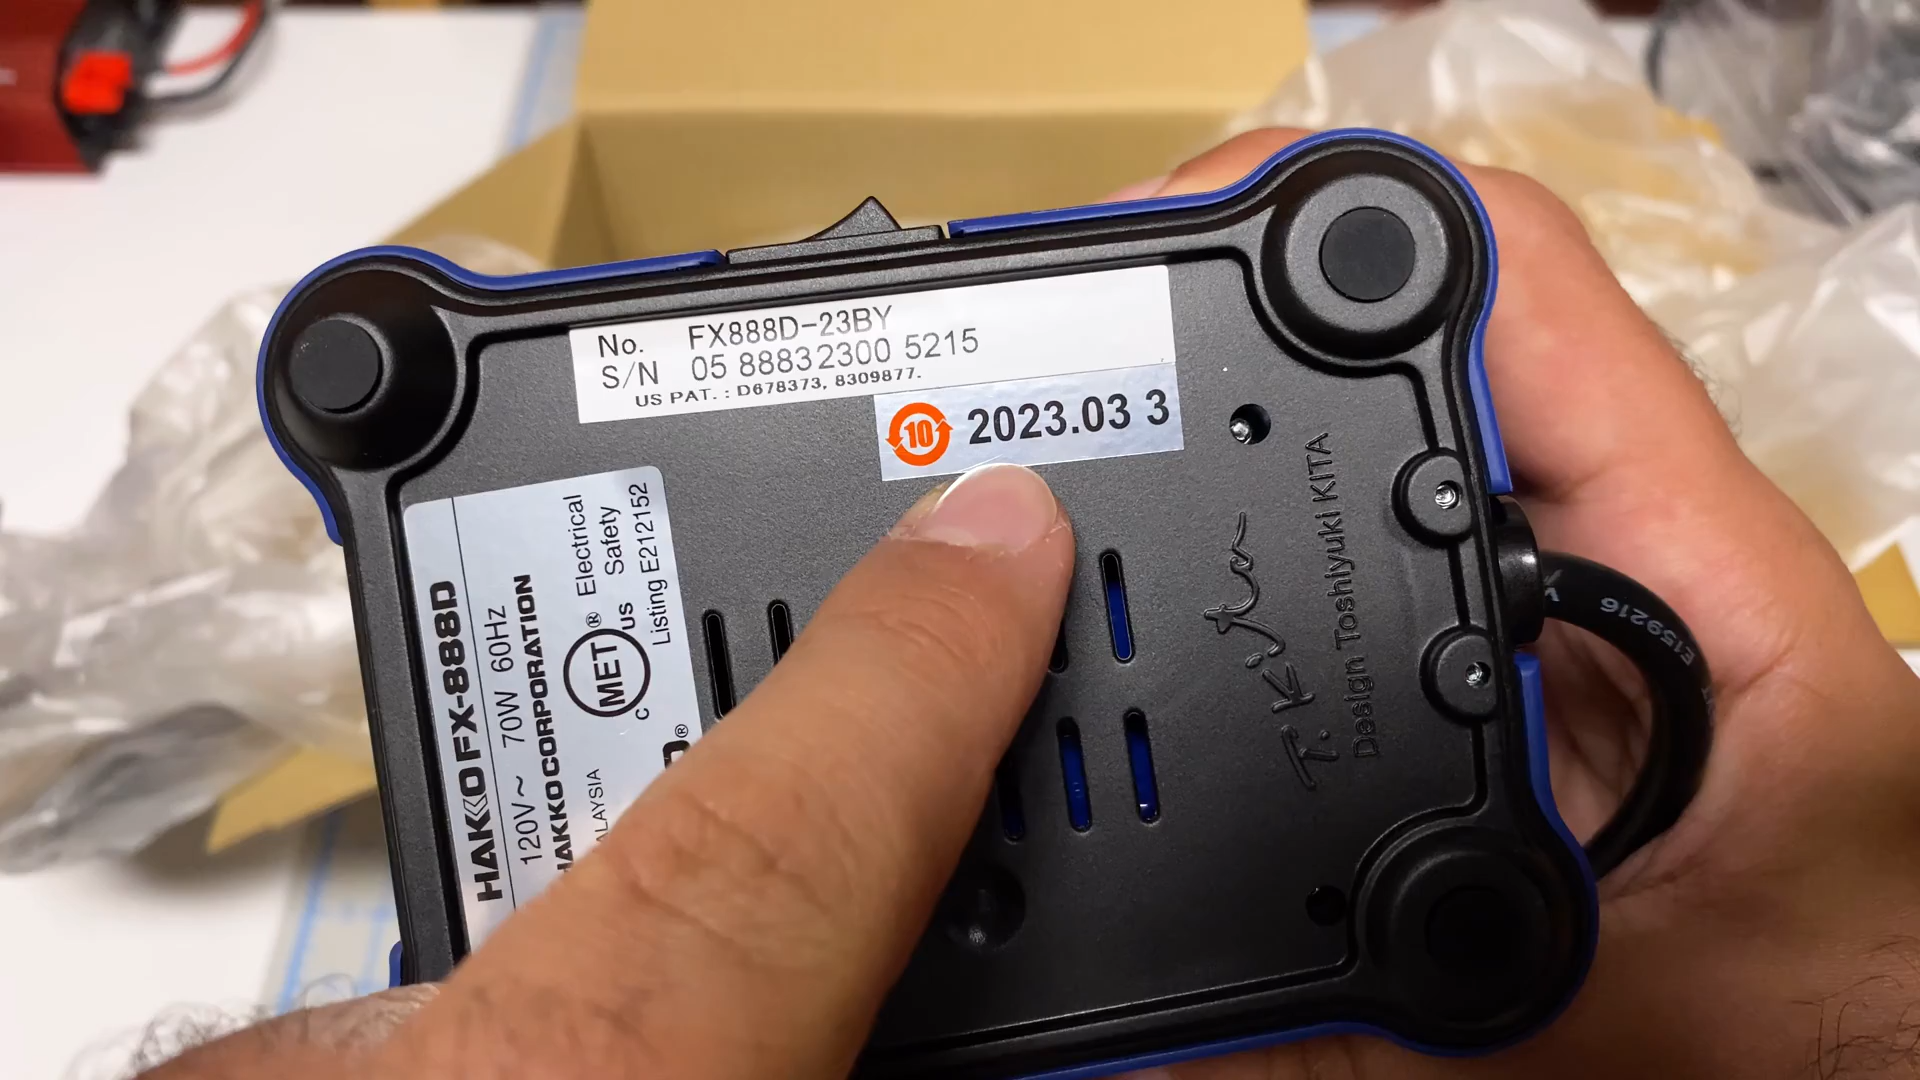 No. FX888D-23BY
S/N 05 88832300 5215
US PAT. : D678373, 8309877.
10 2023.03 3
HAKKO FX-888D
120V~ 70W 60Hz
HAKKO CORPORATION
MET
C US
® Electrical
Safety
Listing E212152
®
T. Kita
Design Toshiyuki KITA
E159216